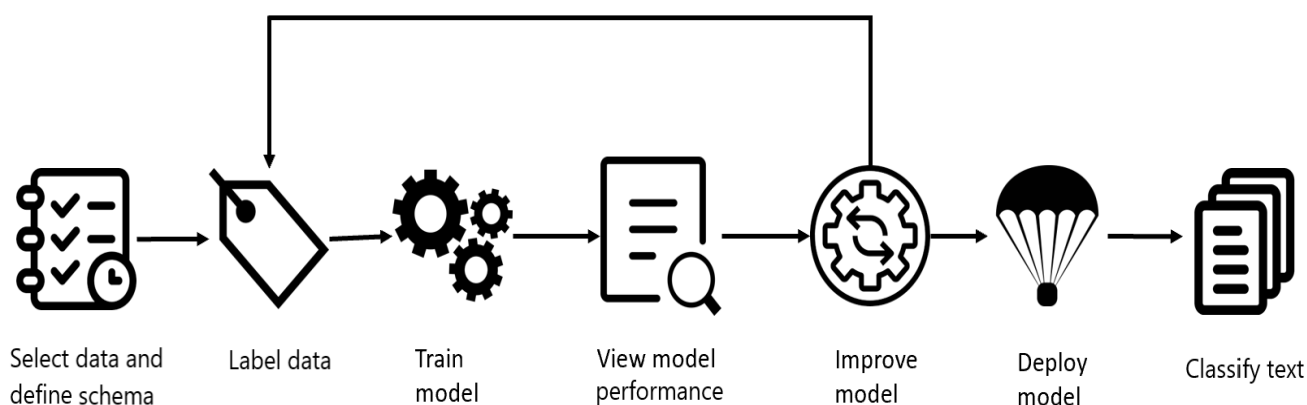 Select data and
define schema
Label data
Train
model
View model
performance
Improve
model
Deploy
model
Classify text